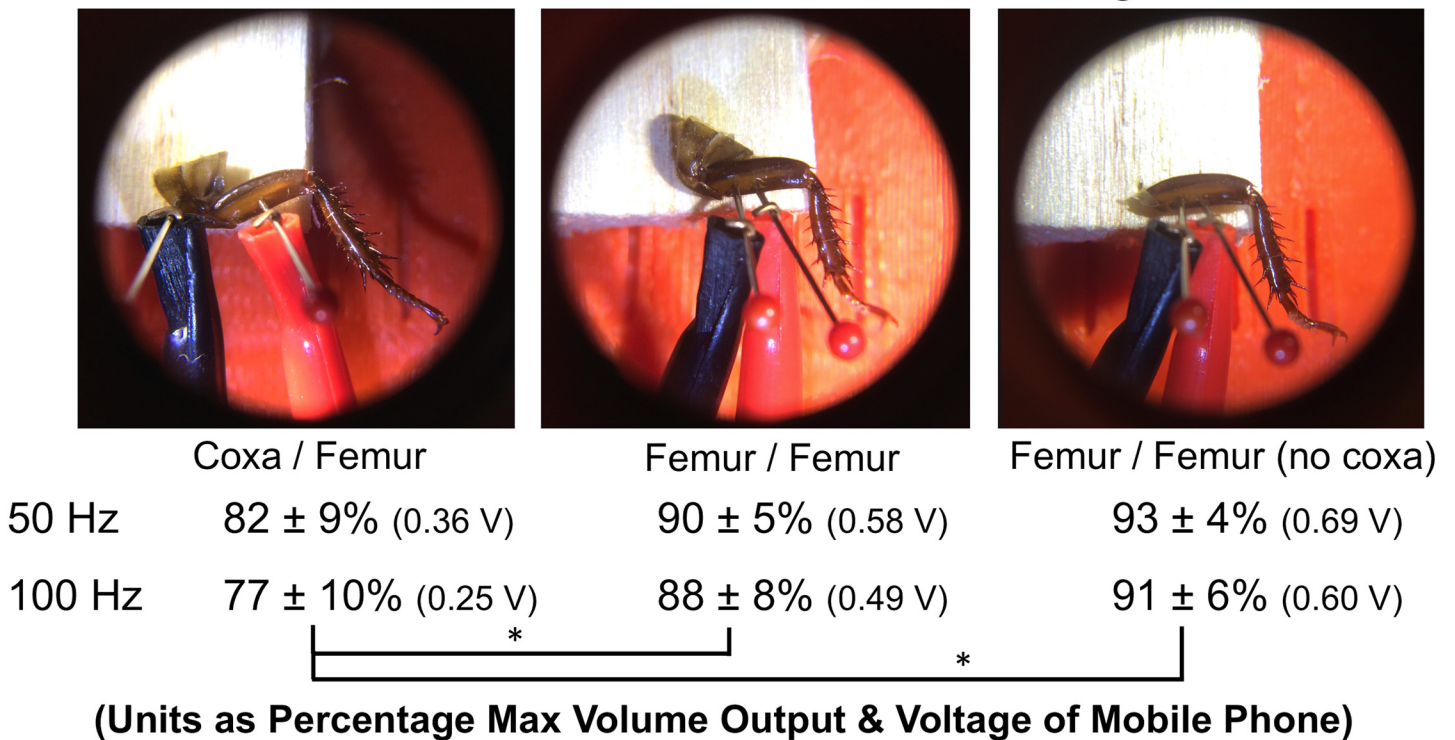 Coxa / Femur Femur / Femur Femur / Femur (no coxa)
50 Hz 82 ± 9% (0.36 V) 90 ± 5% (0.58 V) 93 ± 4% (0.69 V)
100 Hz 77 ± 10% (0.25 V) 88 ± 8% (0.49 V) 91 ± 6% (0.60 V)
*
*
(Units as Percentage Max Volume Output & Voltage of Mobile Phone)